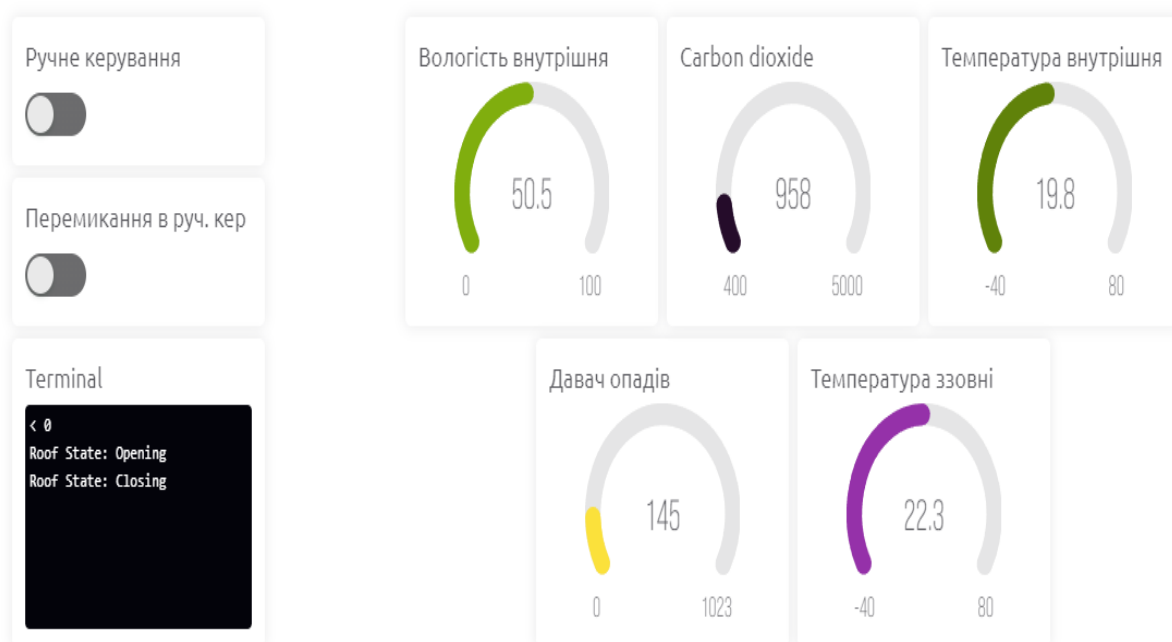 Ручне керування
Перемикання в руч. кер
Terminal
< 0
Roof State: Opening
Roof State: Closing
Вологість внутрішня
50.5
0 100
Carbon dioxide
958
400 5000
Температура внутрішня
19.8
-40 80
Давач опадів
145
0 1023
Температура ззовні
22.3
-40 80